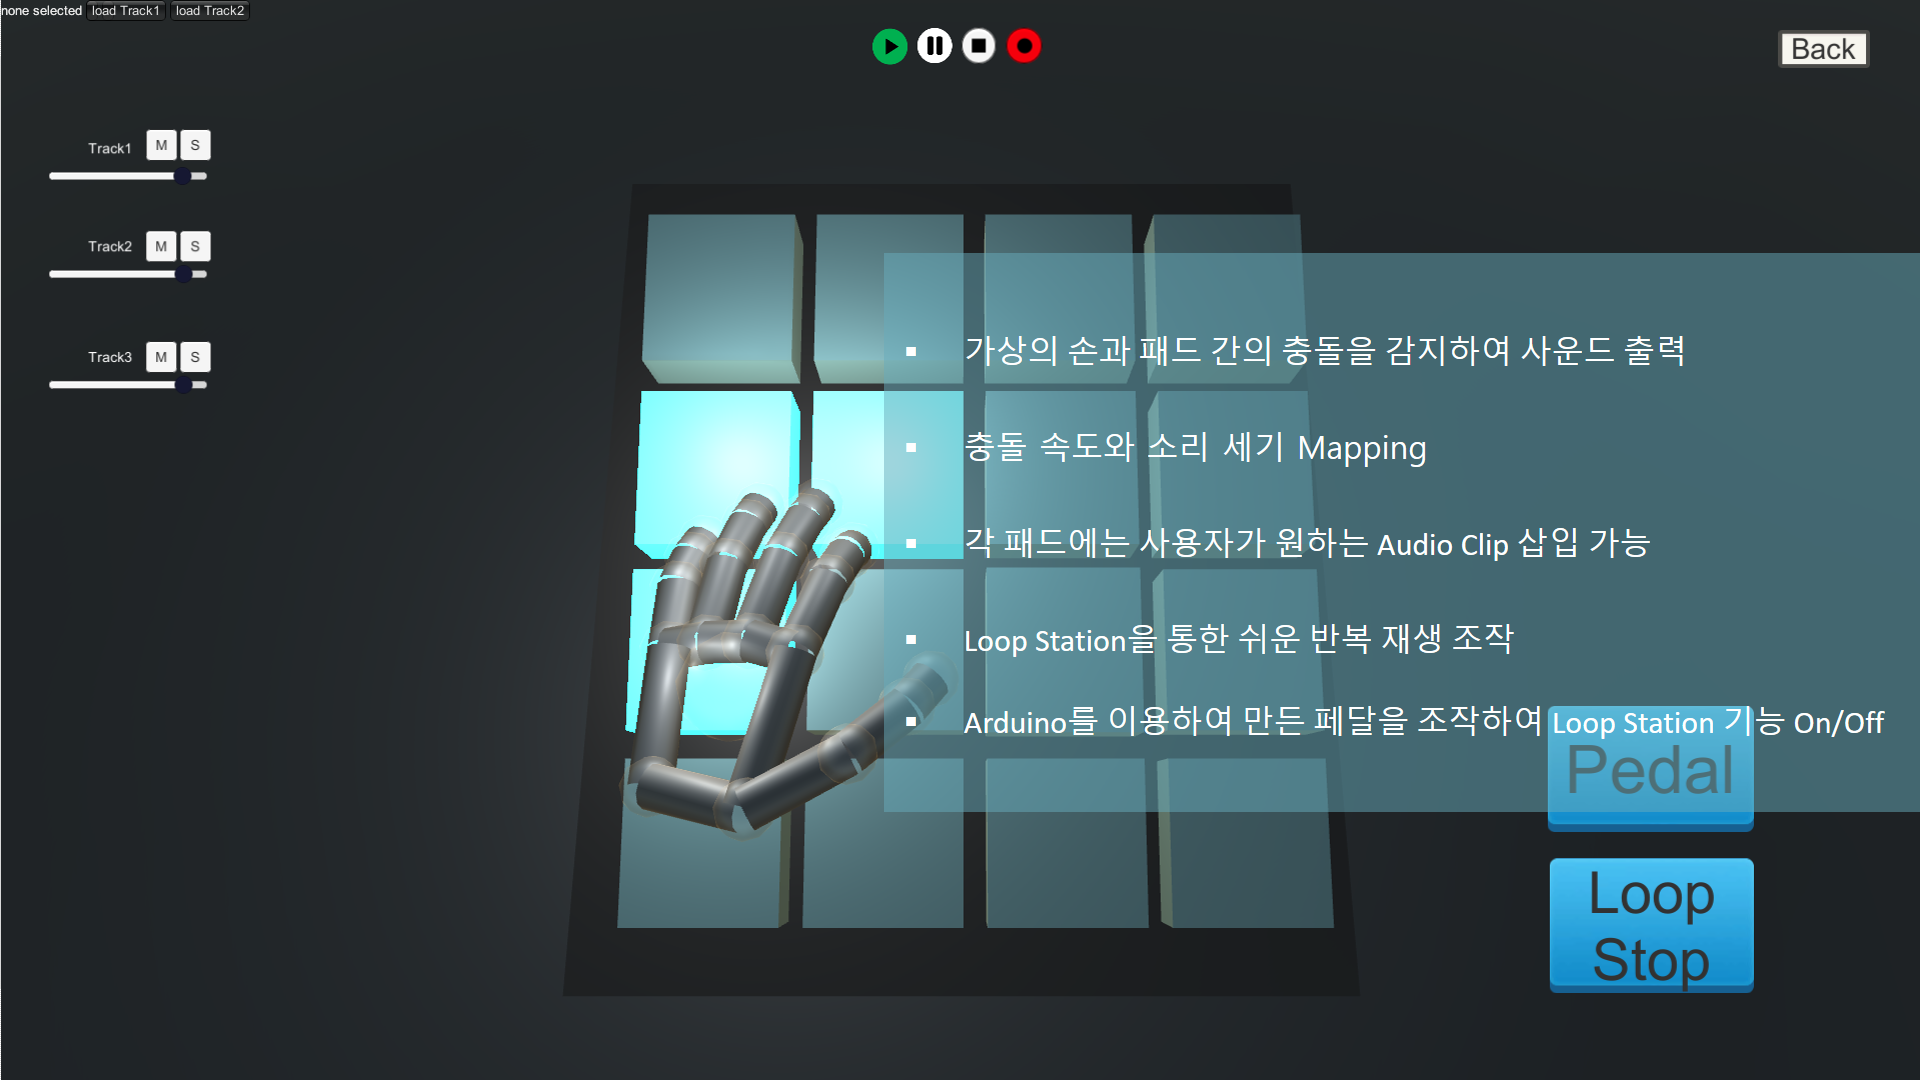 none selected load Track1 load Track2
Back
Track1 M S
Track2 M S
Track3 M S
가상의 손과 패드 간의 충돌을 감지하여 사운드 출력
충돌 속도와 소리 세기 Mapping
각 패드에는 사용자가 원하는 Audio Clip 삽입 가능
Loop Station을 통한 쉬운 반복 재생 조작
Arduino를 이용하여 만든 페달을 조작하여 Loop Station 기능 On/Off
Pedal
Loop
Stop